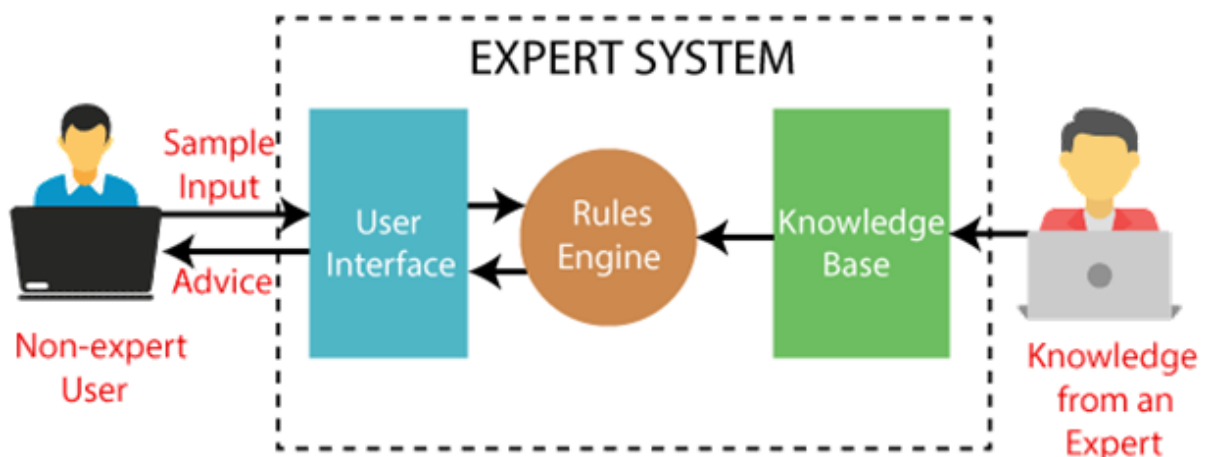 EXPERT SYSTEM
Sample
Input
Advice
Non-expert
User
User
Interface
Rules
Engine
Knowledge
Base
Knowledge
from an
Expert